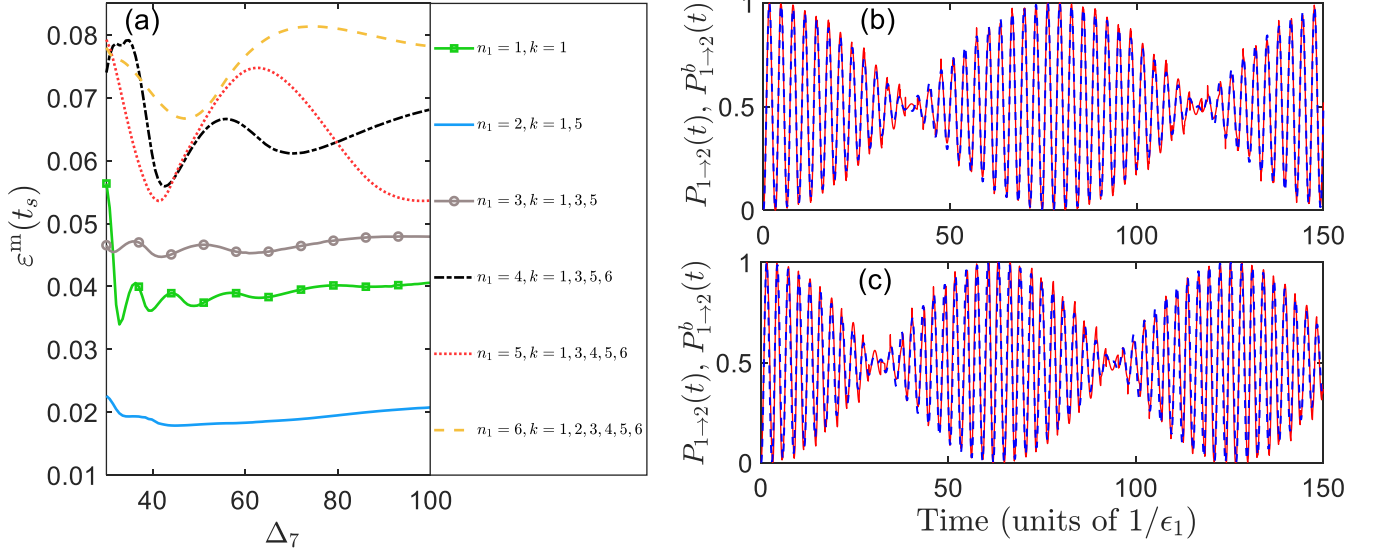 (a)
0.08
0.07
0.06
0.05
0.04
0.03
0.02
0.01
40 60 80 100
ε^m(t_s)
Δ_7
n_1 = 1, k = 1
n_1 = 2, k = 1, 5
n_1 = 3, k = 1, 3, 5
n_1 = 4, k = 1, 3, 5, 6
n_1 = 5, k = 1, 3, 4, 5, 6
n_1 = 6, k = 1, 2, 3, 4, 5, 6
(b)
1
0.5
0
0 50 100 150
P_{1→2}(t), P^b_{1→2}(t)
(c)
1
0.5
0
0 50 100 150
P_{1→2}(t), P^b_{1→2}(t)
Time (units of 1/ϵ_1)